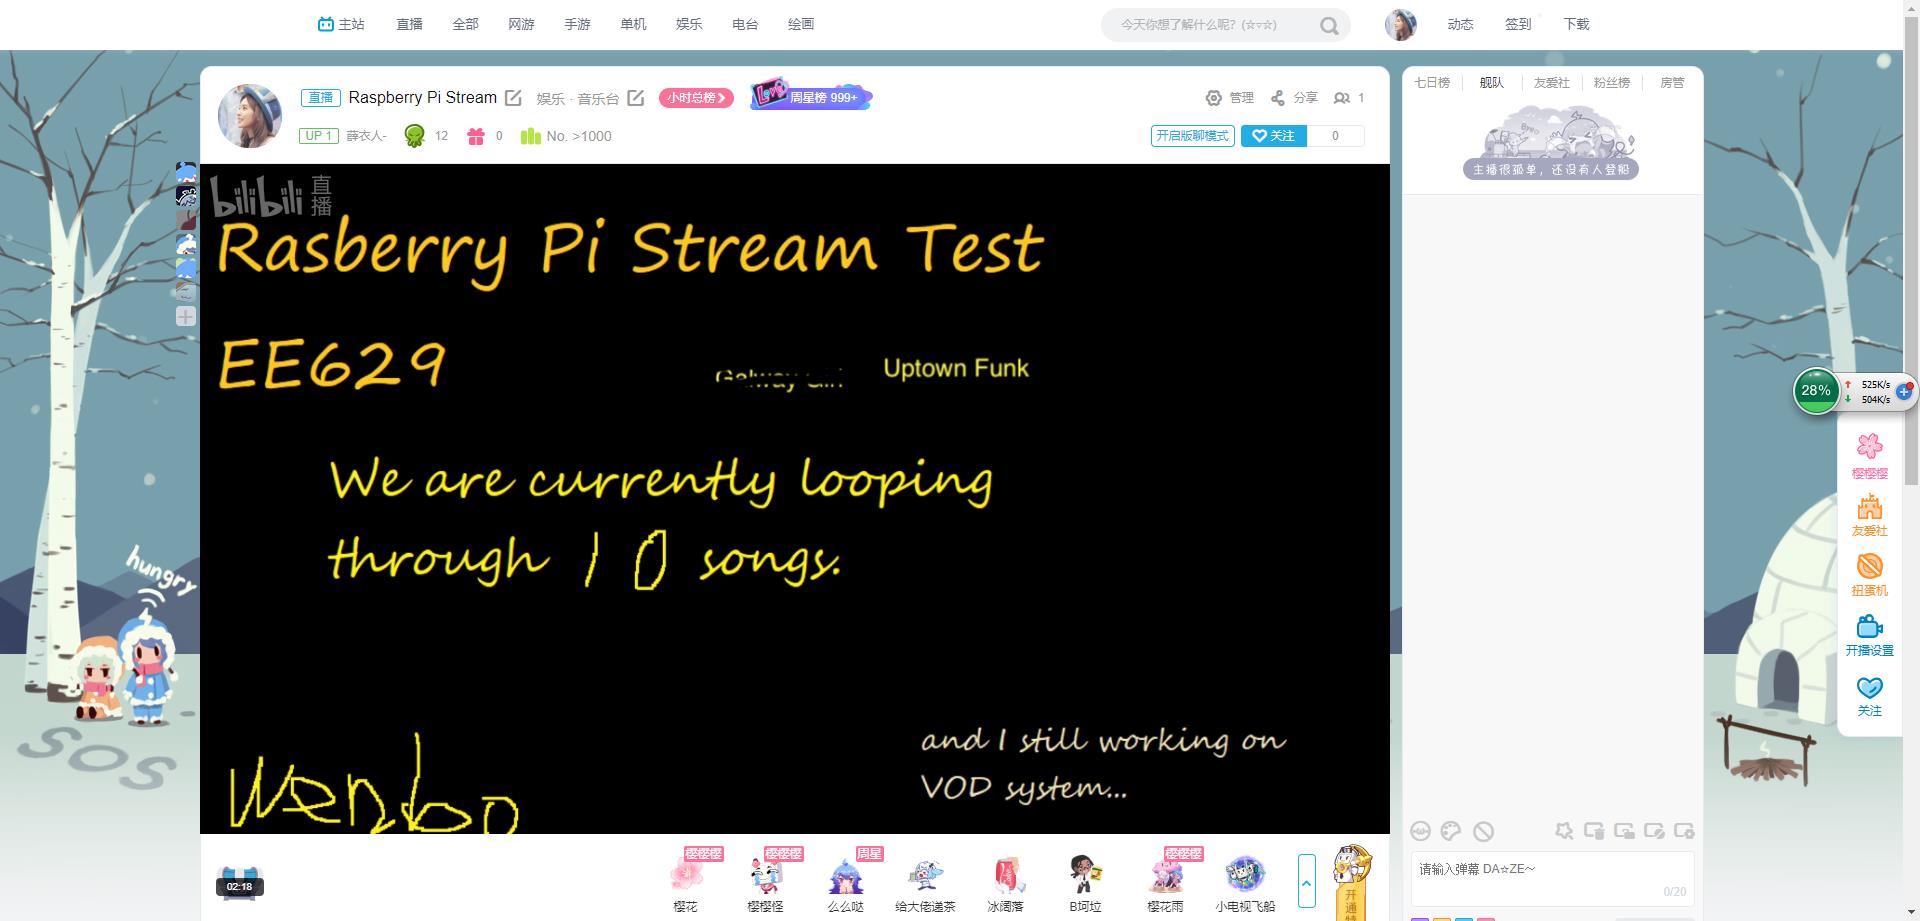 主站 直播 全部 网游 手游 单机 娱乐 电台 绘画 今天你想了解什么呢? (☆▿☆) 动态 签到 下载
直播 Raspberry Pi Stream 娱乐 · 音乐台 小时总榜 Love 周星榜 999+ 管理 分享 1
UP 1 薛衣人- 12 0 No. >1000 开启版聊模式 关注 0
七日榜 舰队 友爱社 粉丝榜 房管
主播很孤单，还没有人登船
bilibili 直播
Rasberry Pi Stream Test
EE629
Galway Girl Uptown Funk
We are currently looping
through 10 songs.
and I still working on
VOD system...
Wenbo
hungry
SOS
28% 525K/s
504K/s
樱樱樱
友爱社
扭蛋机
开播设置
关注
请输入弹幕 DA☆ZE～
0/20
02:18
樱樱樱 樱樱樱 周星 樱樱樱
樱花 樱樱怪 么么哒 给大佬递茶 冰阔落 B坷垃 樱花雨 小电视飞船
开通